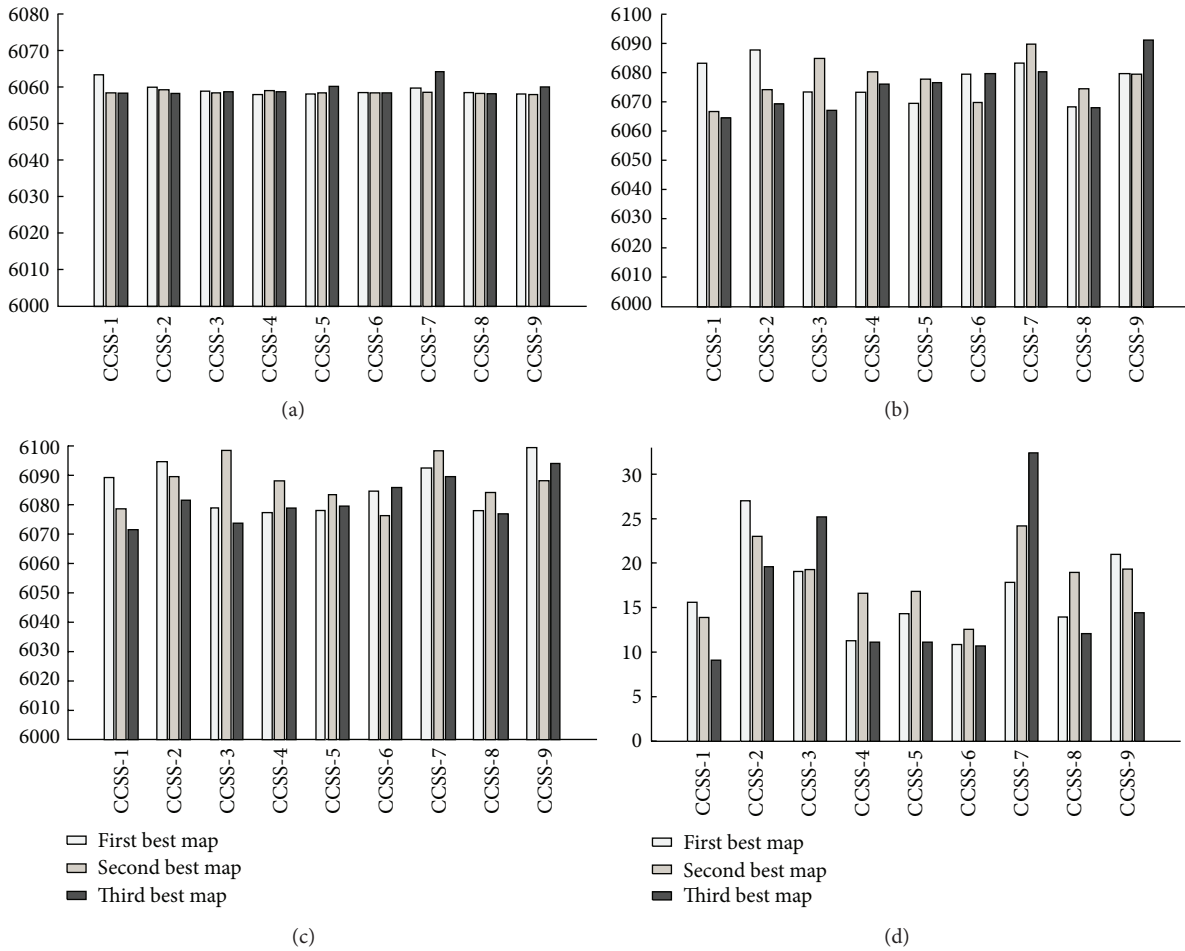 6080
6070
6060
6050
6040
6030
6020
6010
6000
CCSS-1
CCSS-2
CCSS-3
CCSS-4
CCSS-5
CCSS-6
CCSS-7
CCSS-8
CCSS-9
(a)
6100
6090
6080
6070
6060
6050
6040
6030
6020
6010
6000
CCSS-1
CCSS-2
CCSS-3
CCSS-4
CCSS-5
CCSS-6
CCSS-7
CCSS-8
CCSS-9
(b)
6100
6090
6080
6070
6060
6050
6040
6030
6020
6010
6000
CCSS-1
CCSS-2
CCSS-3
CCSS-4
CCSS-5
CCSS-6
CCSS-7
CCSS-8
CCSS-9
First best map
Second best map
Third best map
(c)
30
25
20
15
10
5
0
CCSS-1
CCSS-2
CCSS-3
CCSS-4
CCSS-5
CCSS-6
CCSS-7
CCSS-8
CCSS-9
First best map
Second best map
Third best map
(d)